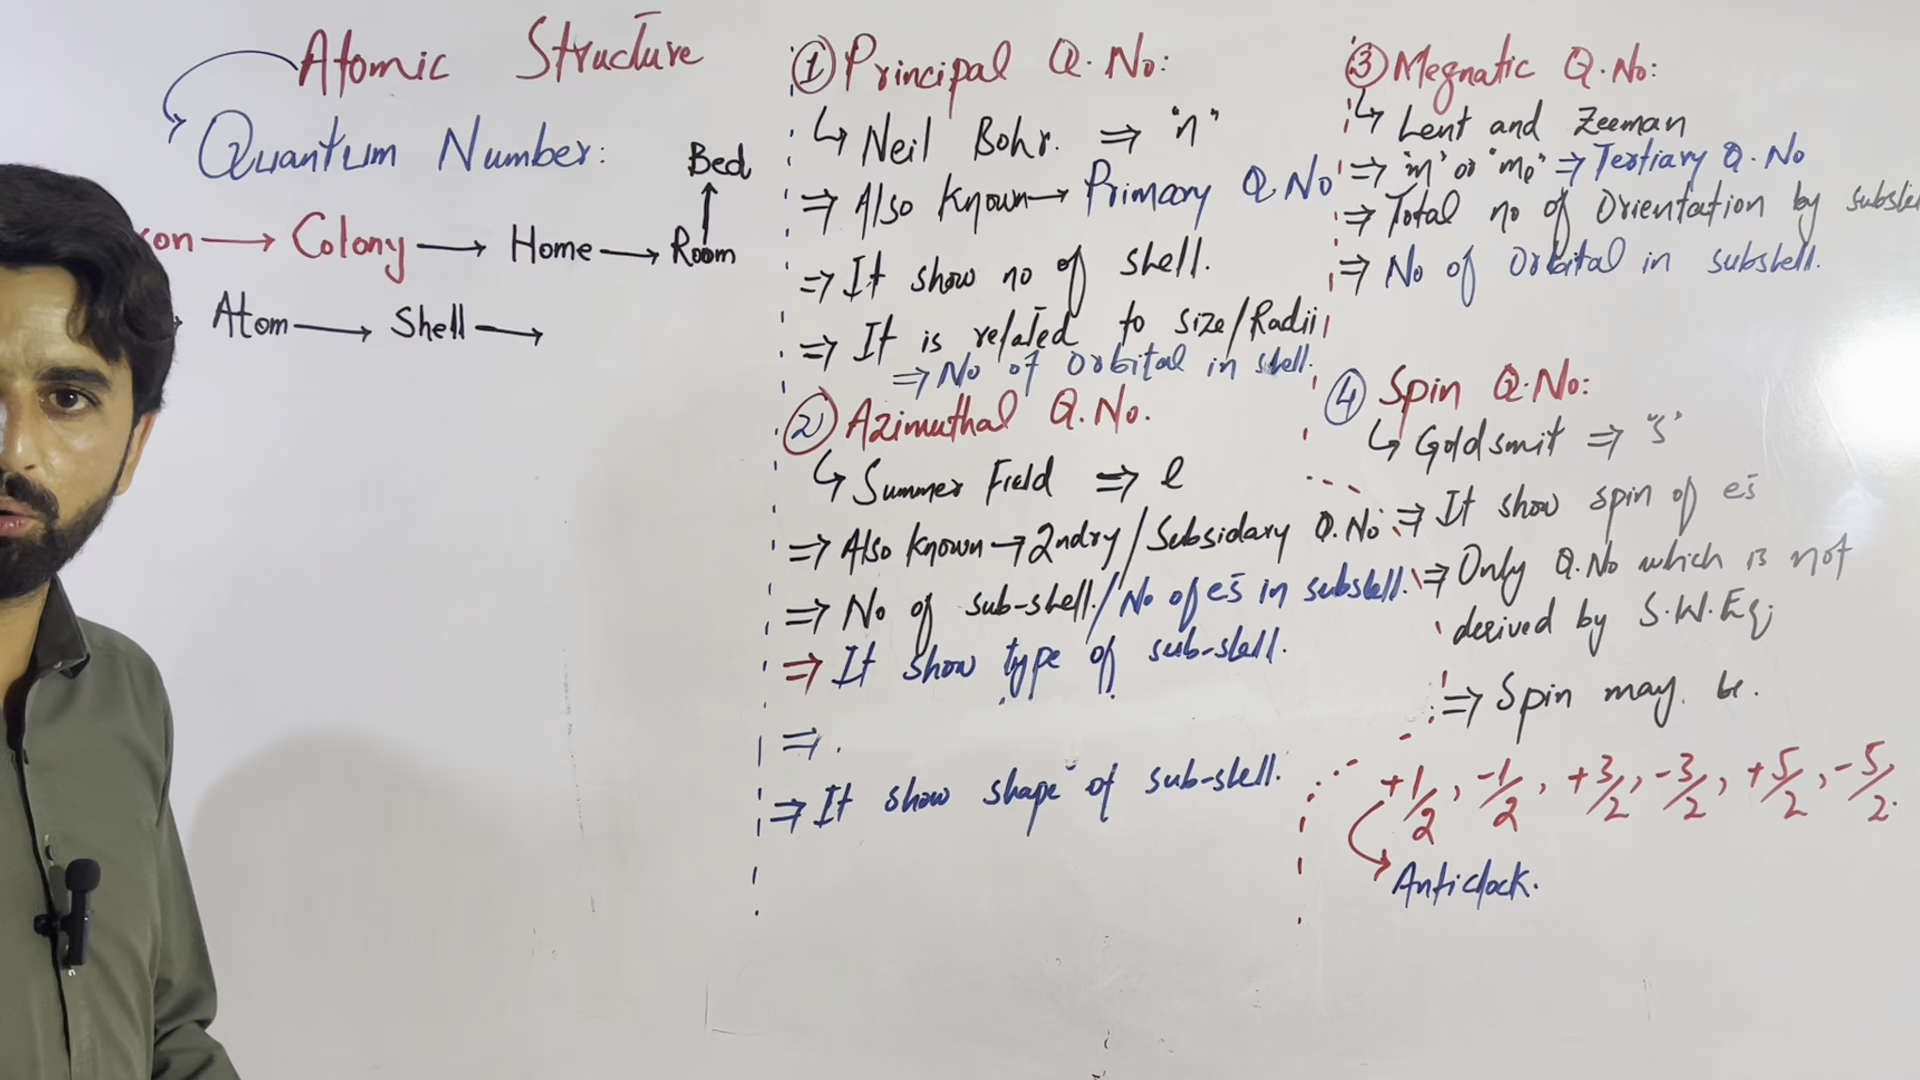 Atomic Structure
Quantum Number:
Bed
son → Colony → Home → Room
Atom → Shell →
① Principal Q.No:
↳ Neil Bohr. ⇒ "n"
⇒ Also Known → Primary Q No
⇒ It show no of shell.
⇒ It is related to size/Radii
⇒ No of Orbital in shell.
② Azimuthal Q.No.
↳ Summer Field ⇒ l
⇒ Also Known → 2ndry/Subsidary Q.No
⇒ No of sub-shell./No of es in subshell.
⇒ It show type of sub-shell.
⇒ .
⇒ It show shape of sub-shell.
③ Megnatic Q.No:
↳ Lent and Zeeman
⇒ "m" or "mₗ" ⇒ Tertiary Q.No
⇒ Total no of Orientation by subshel
⇒ No of Orbital in subshell.
④ Spin Q.No:
↳ Goldsmit ⇒ "s"
⇒ It show spin of es
⇒ Only Q.No which is not
derived by S.W.Eq;
⇒ Spin may be.
+1/2, -1/2, +3/2, -3/2, +5/2, -5/2.
Anticlock.